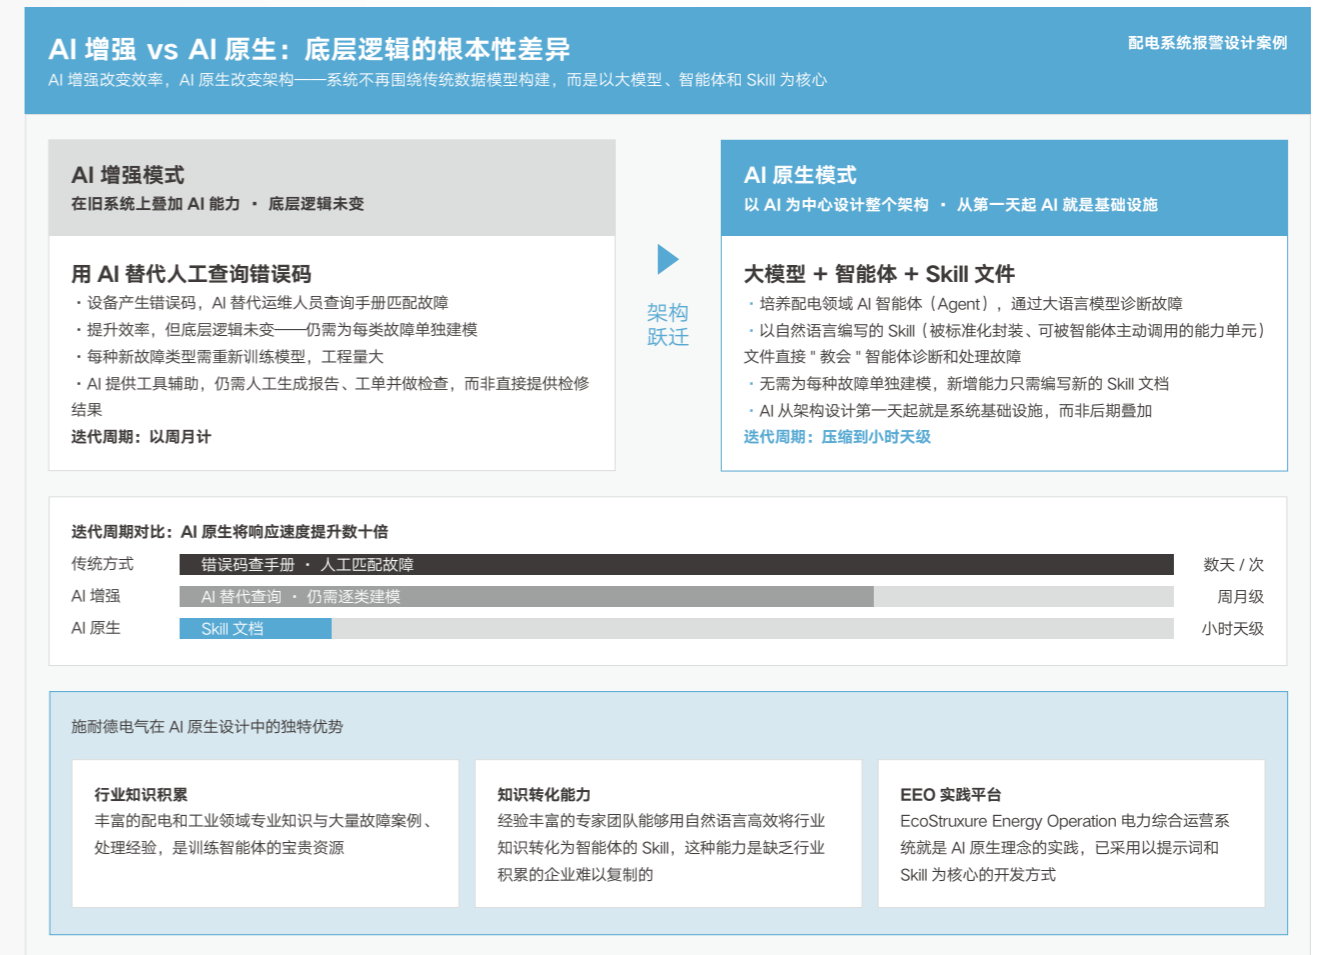 AI 增强 vs AI 原生：底层逻辑的根本性差异
配电系统报警设计案例
AI 增强改变效率，AI 原生改变架构——系统不再围绕传统数据模型构建，而是以大模型、智能体和 Skill 为核心
AI 增强模式
在旧系统上叠加 AI 能力 · 底层逻辑未变
用 AI 替代人工查询错误码
· 设备产生错误码，AI 替代运维人员查询手册匹配故障
· 提升效率，但底层逻辑未变——仍需为每类故障单独建模
· 每种新故障类型需重新训练模型，工程量大
· AI 提供工具辅助，仍需人工生成报告、工单并做检查，而非直接提供检修
结果
迭代周期：以周月计
架构
跃迁
AI 原生模式
以 AI 为中心设计整个架构 · 从第一天起 AI 就是基础设施
大模型 + 智能体 + Skill 文件
· 培养配电领域 AI 智能体（Agent），通过大语言模型诊断故障
· 以自然语言编写的 Skill（被标准化封装、可被智能体主动调用的能力单元）
文件直接 " 教会 " 智能体诊断和处理故障
· 无需为每种故障单独建模，新增能力只需编写新的 Skill 文档
· AI 从架构设计第一天起就是系统基础设施，而非后期叠加
迭代周期：压缩到小时天级
迭代周期对比：AI 原生将响应速度提升数十倍
传统方式 错误码查手册 · 人工匹配故障 数天 / 次
AI 增强 AI 替代查询 · 仍需逐类建模 周月级
AI 原生 Skill 文档 小时天级
施耐德电气在 AI 原生设计中的独特优势
行业知识积累
丰富的配电和工业领域专业知识与大量故障案例、
处理经验，是训练智能体的宝贵资源
知识转化能力
经验丰富的专家团队能够用自然语言高效将行业
知识转化为智能体的 Skill，这种能力是缺乏行业
积累的企业难以复制的
EEO 实践平台
EcoStruxure Energy Operation 电力综合运营系
统就是 AI 原生理念的实践，已采用以提示词和
Skill 为核心的开发方式